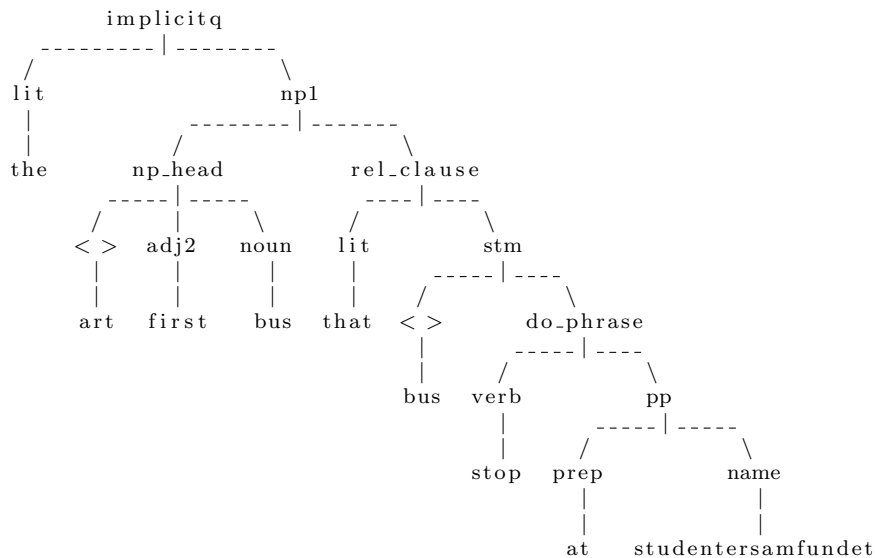 implicitq
---------|--------
/ \
lit np1
| |
| --------|-------
| / \
the np_head rel_clause
| |
-----|----- ----|----
/ | \ / \
< > adj2 noun lit stm
| | | | |
| | | | -----|----
| | | | / \
art first bus that < > do_phrase
| |
| -----|----
| / \
bus verb pp
| |
| -----|-----
| / \
stop prep name
| |
| |
at studentersamfundet